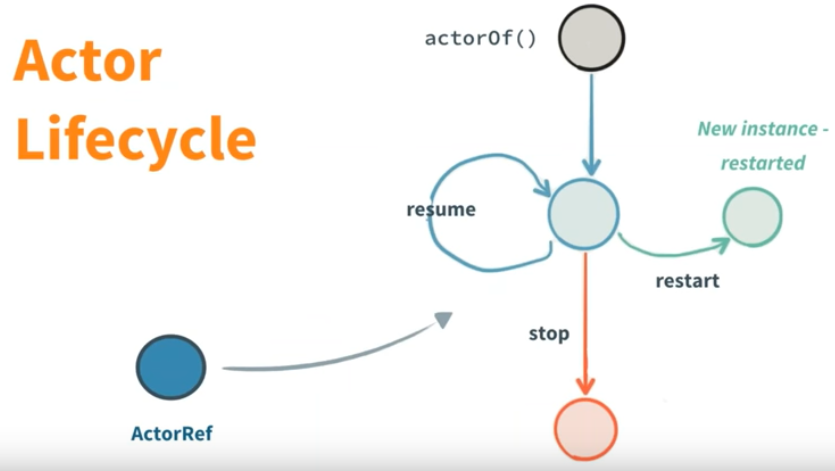 Actor
Lifecycle
actorOf()
New instance -
restarted
resume
restart
stop
ActorRef